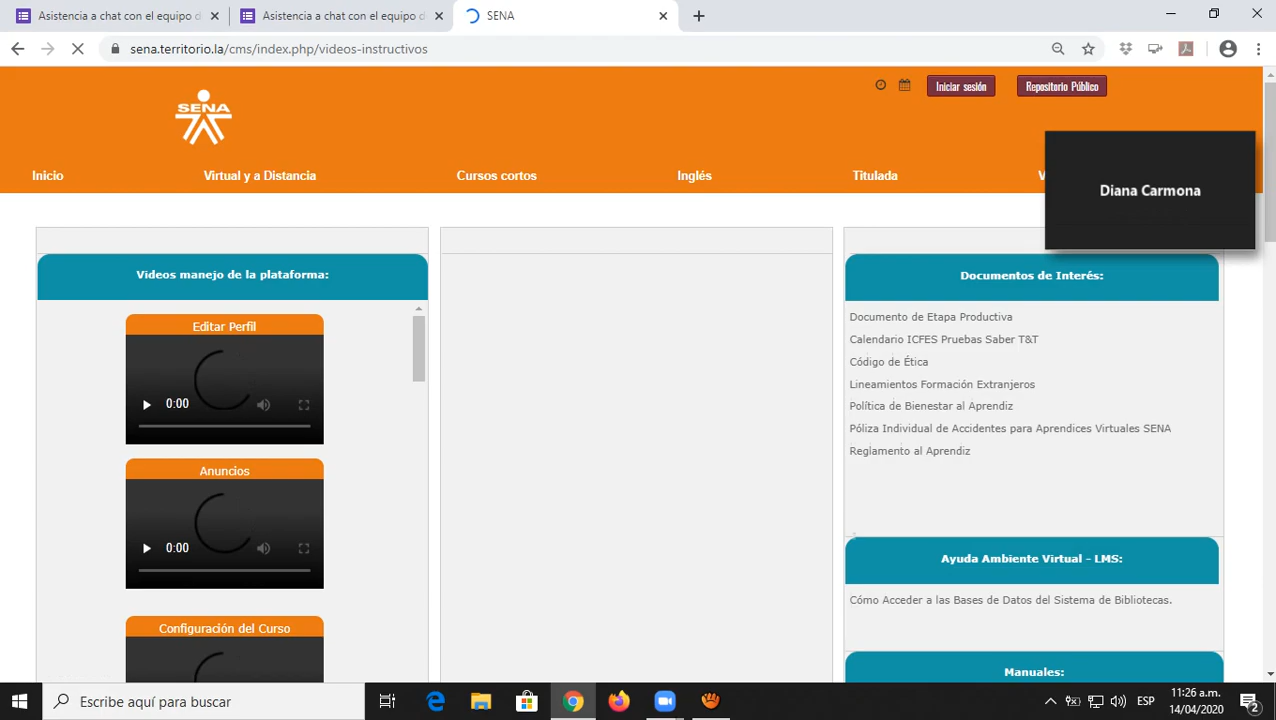 Asistencia a chat con el equipo d
Asistencia a chat con el equipo d
SENA
sena.territorio.la/cms/index.php/videos-instructivos
SENA
Iniciar sesión
Repositorio Público
Inicio
Virtual y a Distancia
Cursos cortos
Inglés
Titulada
V
Diana Carmona
Videos manejo de la plataforma:
Editar Perfil
0:00
Anuncios
0:00
Configuración del Curso
Documentos de Interés:
Documento de Etapa Productiva
Calendario ICFES Pruebas Saber T&T
Código de Ética
Lineamientos Formación Extranjeros
Política de Bienestar al Aprendiz
Póliza Individual de Accidentes para Aprendices Virtuales SENA
Reglamento al Aprendiz
Ayuda Ambiente Virtual - LMS:
Cómo Acceder a las Bases de Datos del Sistema de Bibliotecas.
Manuales:
Escribe aquí para buscar
ESP
11:26 a.m.
14/04/2020
2